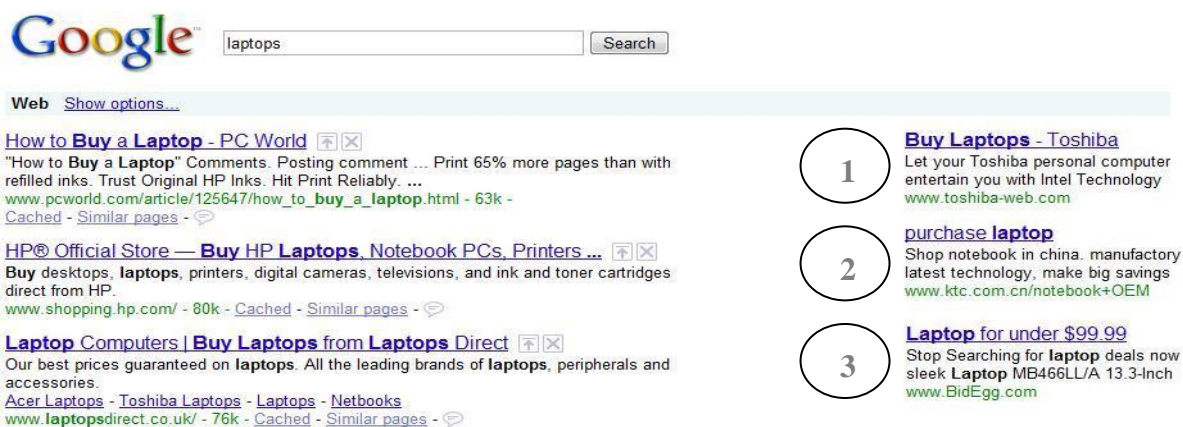 Google™
laptops
Search
Web Show options...
How to Buy a Laptop - PC World
"How to Buy a Laptop" Comments. Posting comment ... Print 65% more pages than with
refilled inks. Trust Original HP Inks. Hit Print Reliably. ...
www.pcworld.com/article/125647/how_to_buy_a_laptop.html - 63k -
Cached - Similar pages -
HP® Official Store — Buy HP Laptops, Notebook PCs, Printers ...
Buy desktops, laptops, printers, digital cameras, televisions, and ink and toner cartridges
direct from HP.
www.shopping.hp.com/ - 80k - Cached - Similar pages -
Laptop Computers | Buy Laptops from Laptops Direct
Our best prices guaranteed on laptops. All the leading brands of laptops, peripherals and
accessories.
Acer Laptops - Toshiba Laptops - Laptops - Netbooks
www.laptopsdirect.co.uk/ - 76k - Cached - Similar pages -
1
Buy Laptops - Toshiba
Let your Toshiba personal computer
entertain you with Intel Technology
www.toshiba-web.com
2
purchase laptop
Shop notebook in china. manufactory
latest technology, make big savings
www.ktc.com.cn/notebook+OEM
3
Laptop for under $99.99
Stop Searching for laptop deals now
sleek Laptop MB466LL/A 13.3-Inch
www.BidEgg.com